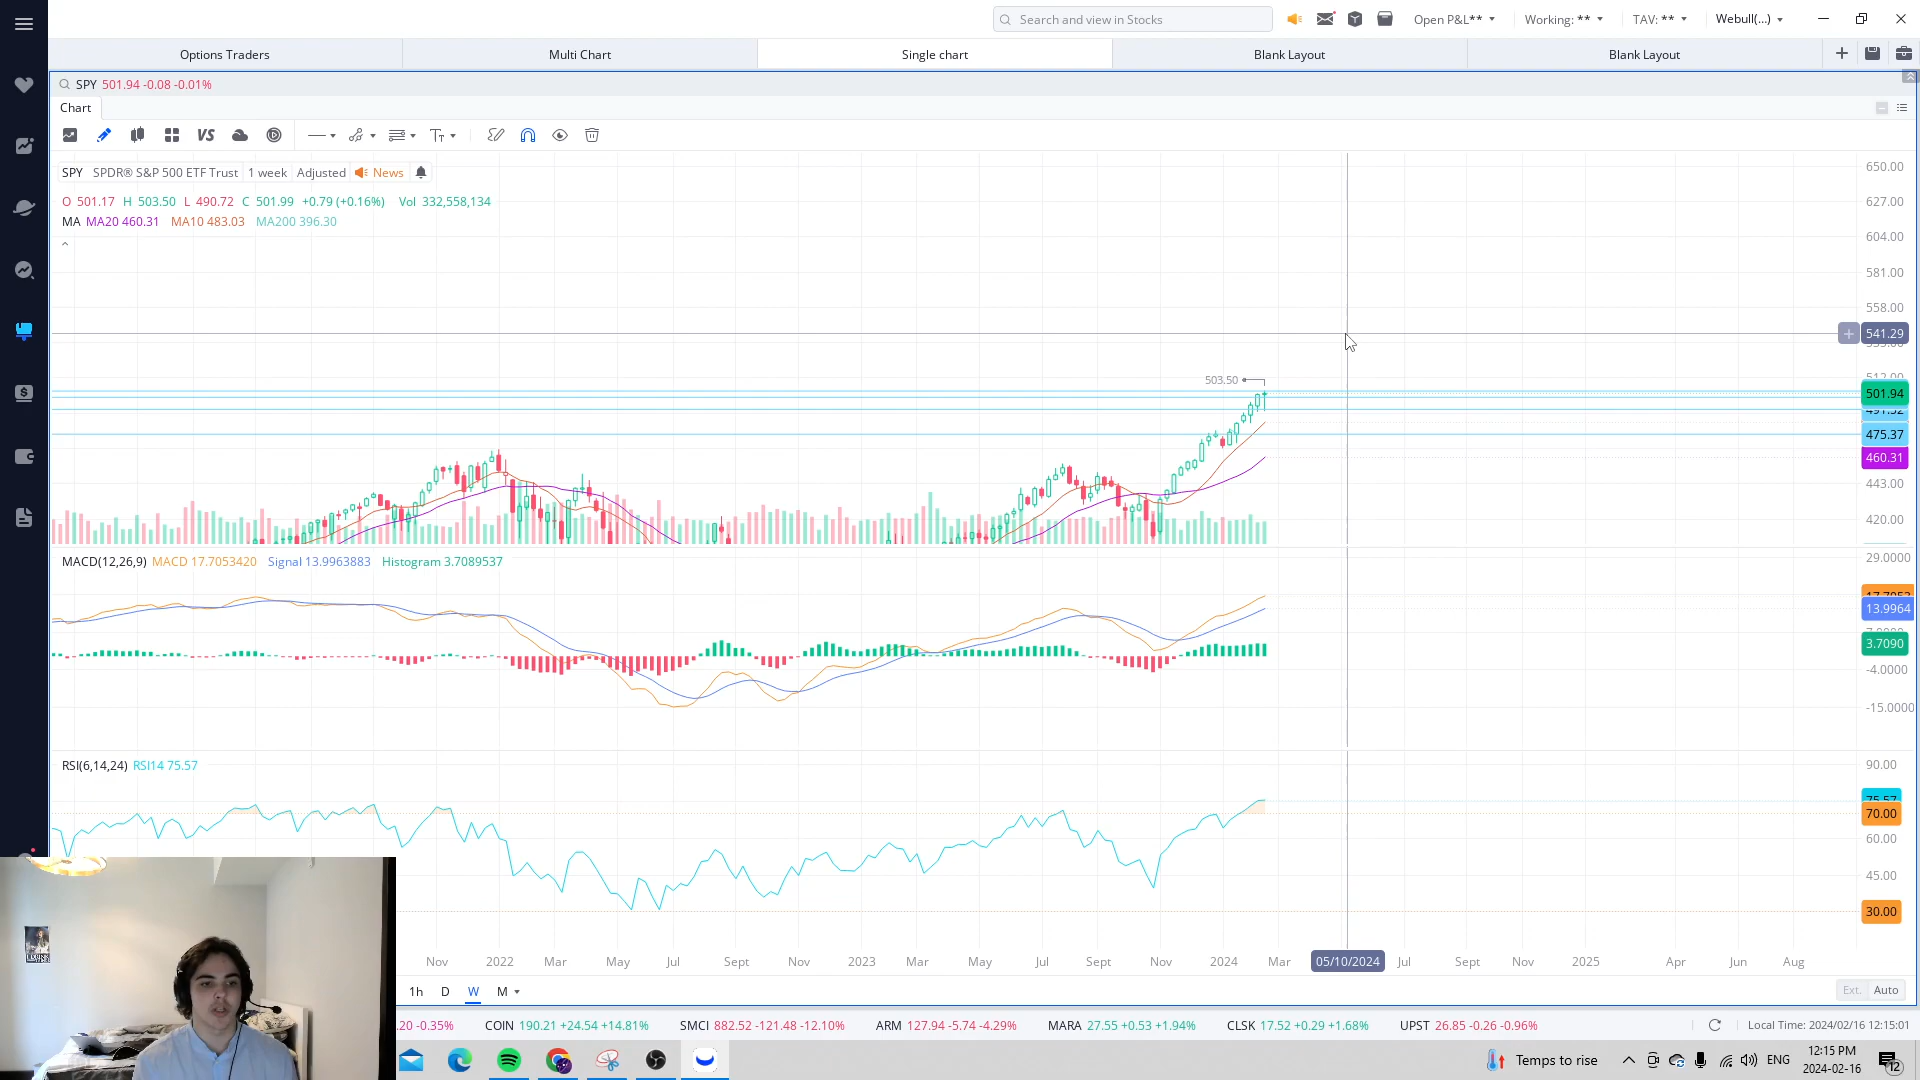 Search and view in Stocks
Open P&L**
Working: **
TAV: **
Webull(...)
Options Traders
Multi Chart
Single chart
Blank Layout
Blank Layout
SPY 501.94 -0.08 -0.01%
Chart
VS
SPY SPDR® S&P 500 ETF Trust 1 week Adjusted News
O 501.17 H 503.50 L 490.72 C 501.99 +0.79 (+0.16%) Vol 332,558,134
MA MA20 460.31 MA10 483.03 MA200 396.30
650.00
627.00
604.00
581.00
558.00
541.29
503.50
501.94
475.37
460.31
443.00
420.00
MACD(12,26,9) MACD 17.7053420 Signal 13.9963883 Histogram 3.7089537
29.0000
13.9964
3.7090
-4.0000
-15.0000
RSI(6,14,24) RSI14 75.57
90.00
75.57
70.00
60.00
45.00
30.00
Nov 2022 Mar May Jul Sept Nov 2023 Mar May Jul Sept Nov 2024 Mar 05/10/2024 Jul Sept Nov 2025 Apr Jun Aug
1h D W M
Ext. Auto
.20 -0.35% COIN 190.21 +24.54 +14.81% SMCI 882.52 -121.48 -12.10% ARM 127.94 -5.74 -4.29% MARA 27.55 +0.53 +1.94% CLSK 17.52 +0.29 +1.68% UPST 26.85 -0.26 -0.96%
Local Time: 2024/02/16 12:15:01
Temps to rise
ENG
12:15 PM
2024-02-16
12